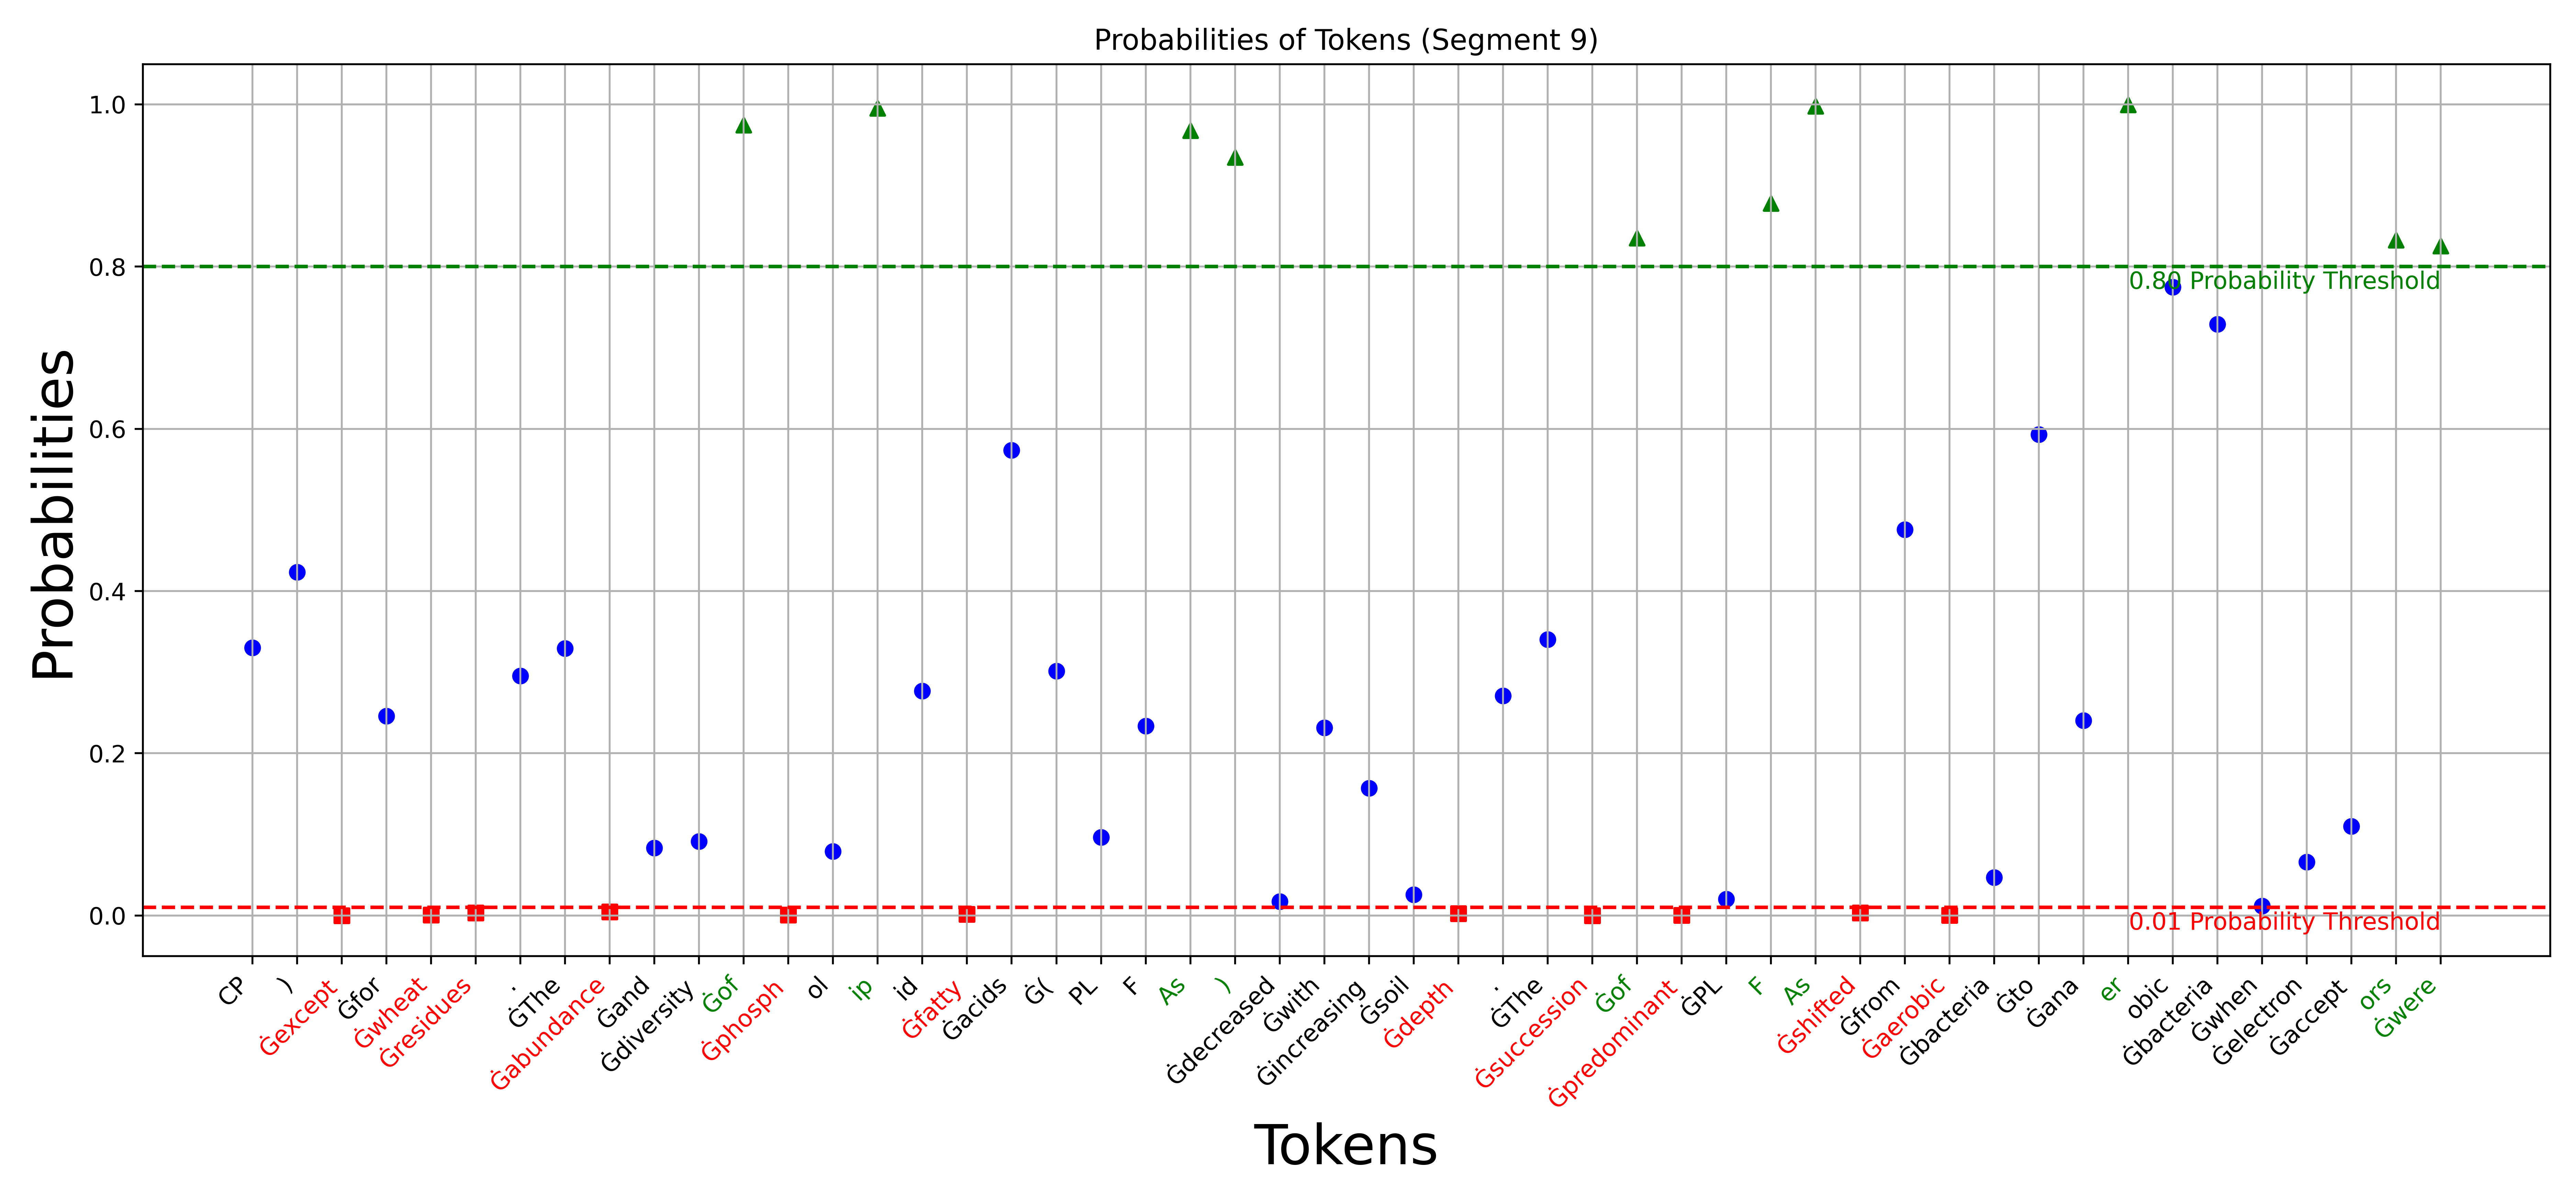 Probabilities of Tokens (Segment 9)
Probabilities
1.0
0.8
0.6
0.4
0.2
0.0
0.80 Probability Threshold
0.01 Probability Threshold
CP
)
Ġexcept
Ġfor
Ġwheat
Ġresidues
.
ĠThe
Ġabundance
Ġand
Ġdiversity
Ġof
Ġphosph
ol
ip
id
Ġfatty
Ġacids
Ġ(
PL
F
As
)
Ġdecreased
Ġwith
Ġincreasing
Ġsoil
Ġdepth
.
ĠThe
Ġsuccession
Ġof
Ġpredominant
ĠPL
F
As
Ġshifted
Ġfrom
Ġaerobic
Ġbacteria
Ġto
Ġana
er
obic
Ġbacteria
Ġwhen
Ġelectron
Ġaccept
ors
Ġwere
Tokens